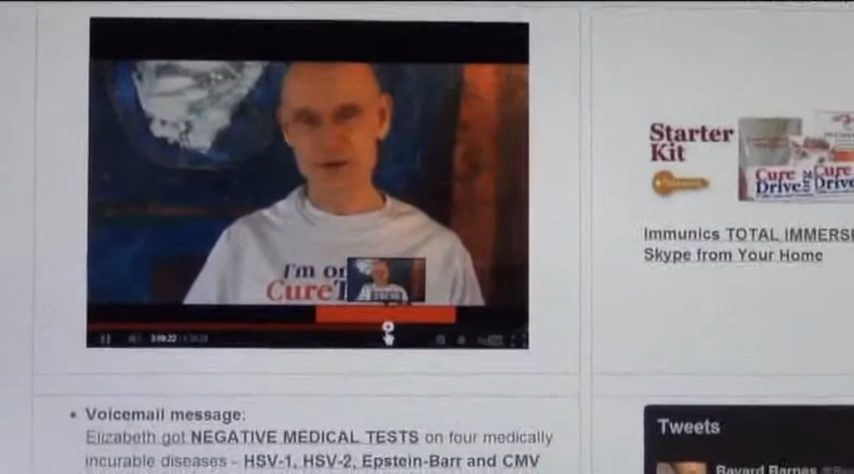 I'm on
Cure
Starter
Kit
Cure
Drive
Cure
Drive
Immunics TOTAL IMMERSI
Skype from Your Home
Voicemail message:
Elizabeth got NEGATIVE MEDICAL TESTS on four medically
incurable diseases - HSV-1, HSV-2, Epstein-Barr and CMV
Tweets
Bayard Barnes